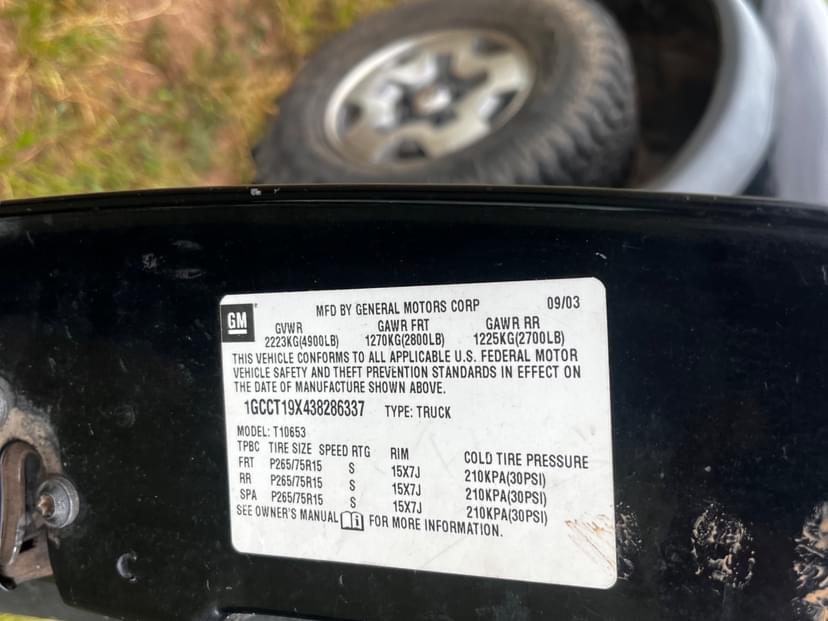 GM
MFD BY GENERAL MOTORS CORP 09/03
GVWR GAWR FRT GAWR RR
2223KG(4900LB) 1270KG(2800LB) 1225KG(2700LB)
THIS VEHICLE CONFORMS TO ALL APPLICABLE U.S. FEDERAL MOTOR
VEHICLE SAFETY AND THEFT PREVENTION STANDARDS IN EFFECT ON
THE DATE OF MANUFACTURE SHOWN ABOVE.
1GCCT19X438286337 TYPE: TRUCK
MODEL: T10653
TPBC TIRE SIZE SPEED RTG RIM COLD TIRE PRESSURE
FRT P265/75R15 S 15X7J 210KPA(30PSI)
RR P265/75R15 S 15X7J 210KPA(30PSI)
SPA P265/75R15 S 15X7J 210KPA(30PSI)
SEE OWNER'S MANUAL FOR MORE INFORMATION.